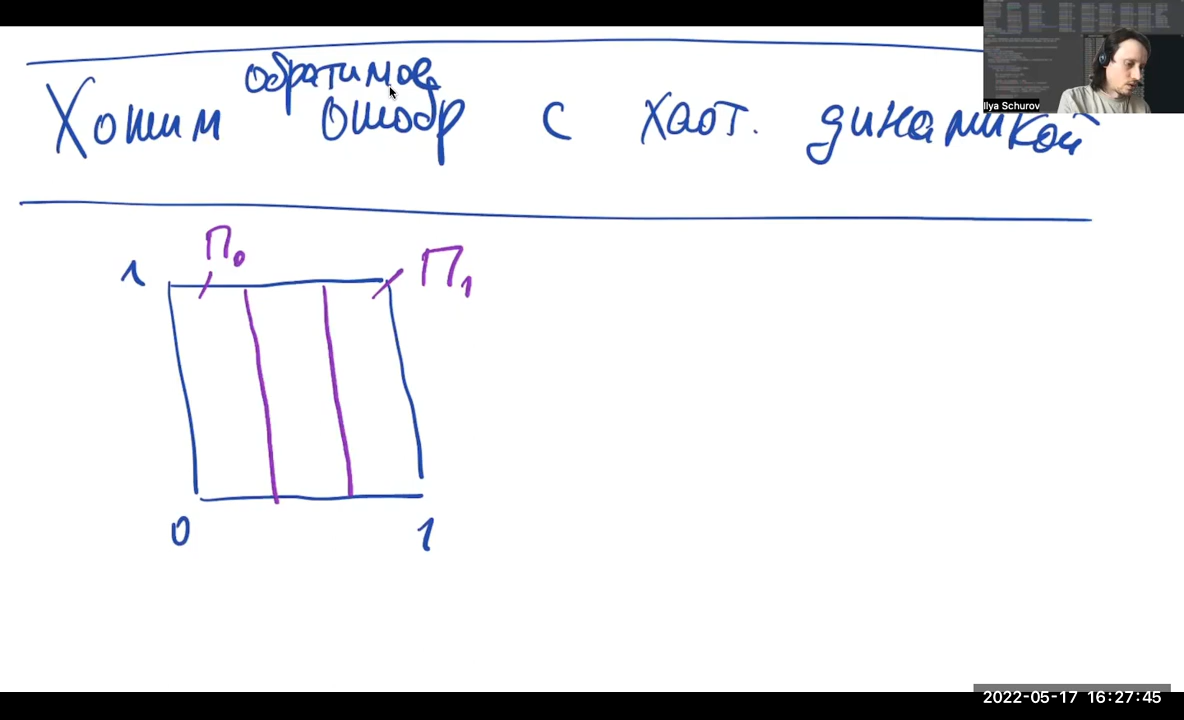 обратимое
Хотим отобр с хаот. динамикой
Ilya Schurov
П₀
1 П₁
0 1
2022-05-17 16:27:45